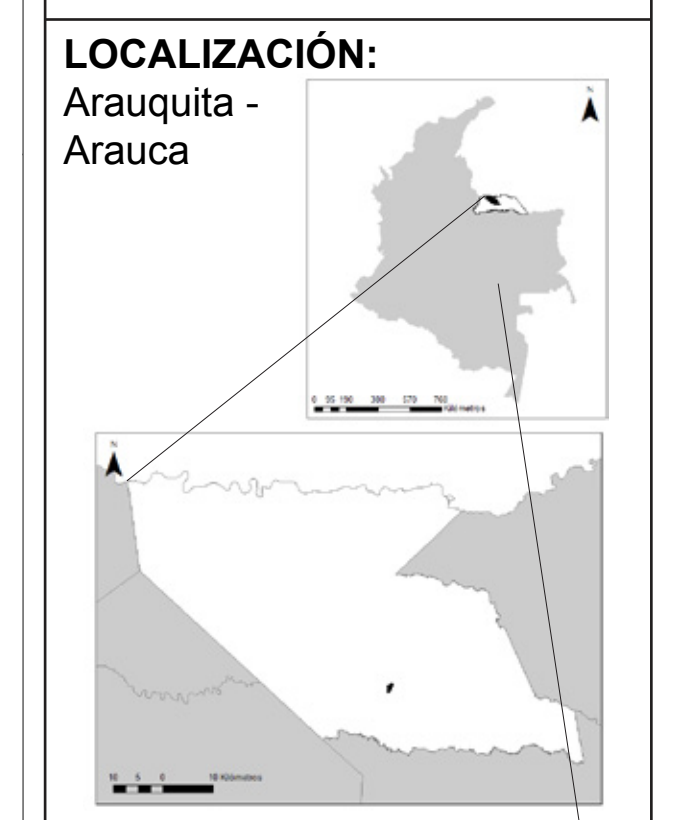 LOCALIZACIÓN:
Arauquita -
Arauca
N
0 95 190 380 570 760
Kilómetros
N
10 5 0 10 Kilómetros